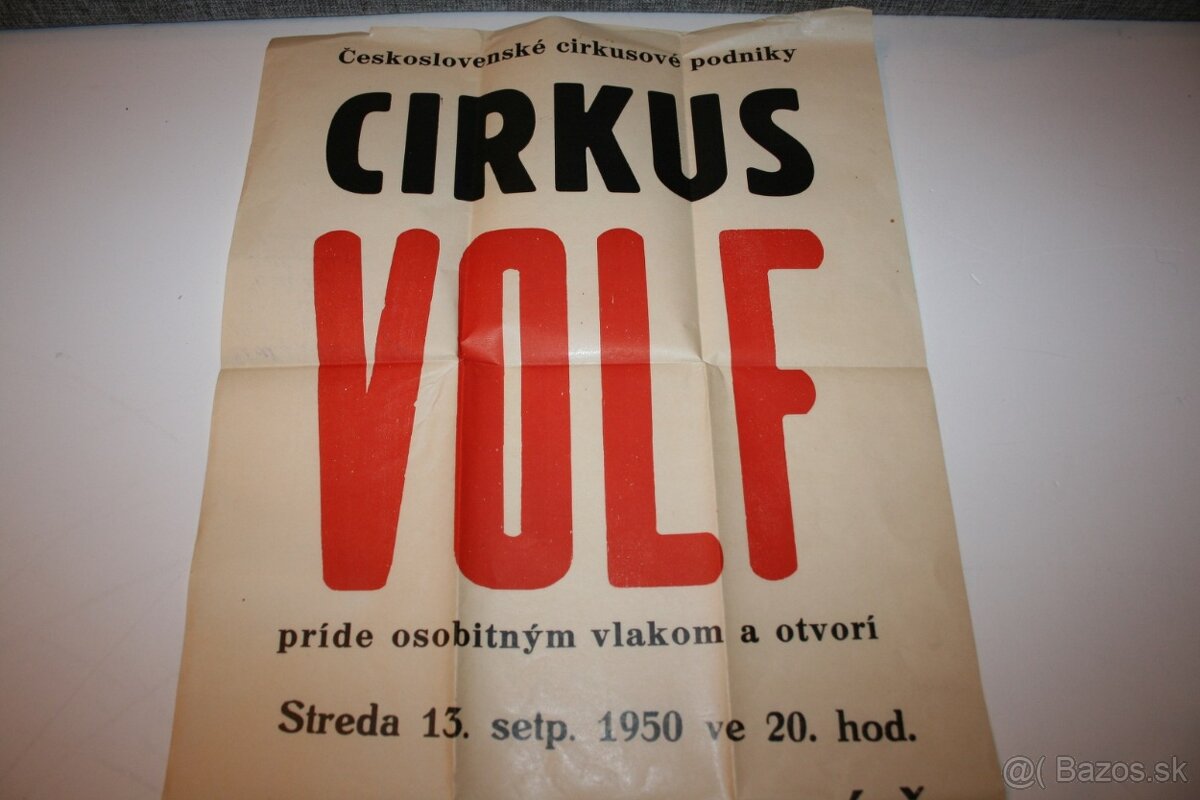 Československé cirkusové podniky
CIRKUS
VOLF
príde osobitným vlakom a otvorí
Streda 13. setp. 1950 ve 20. hod.
@( Bazos.sk